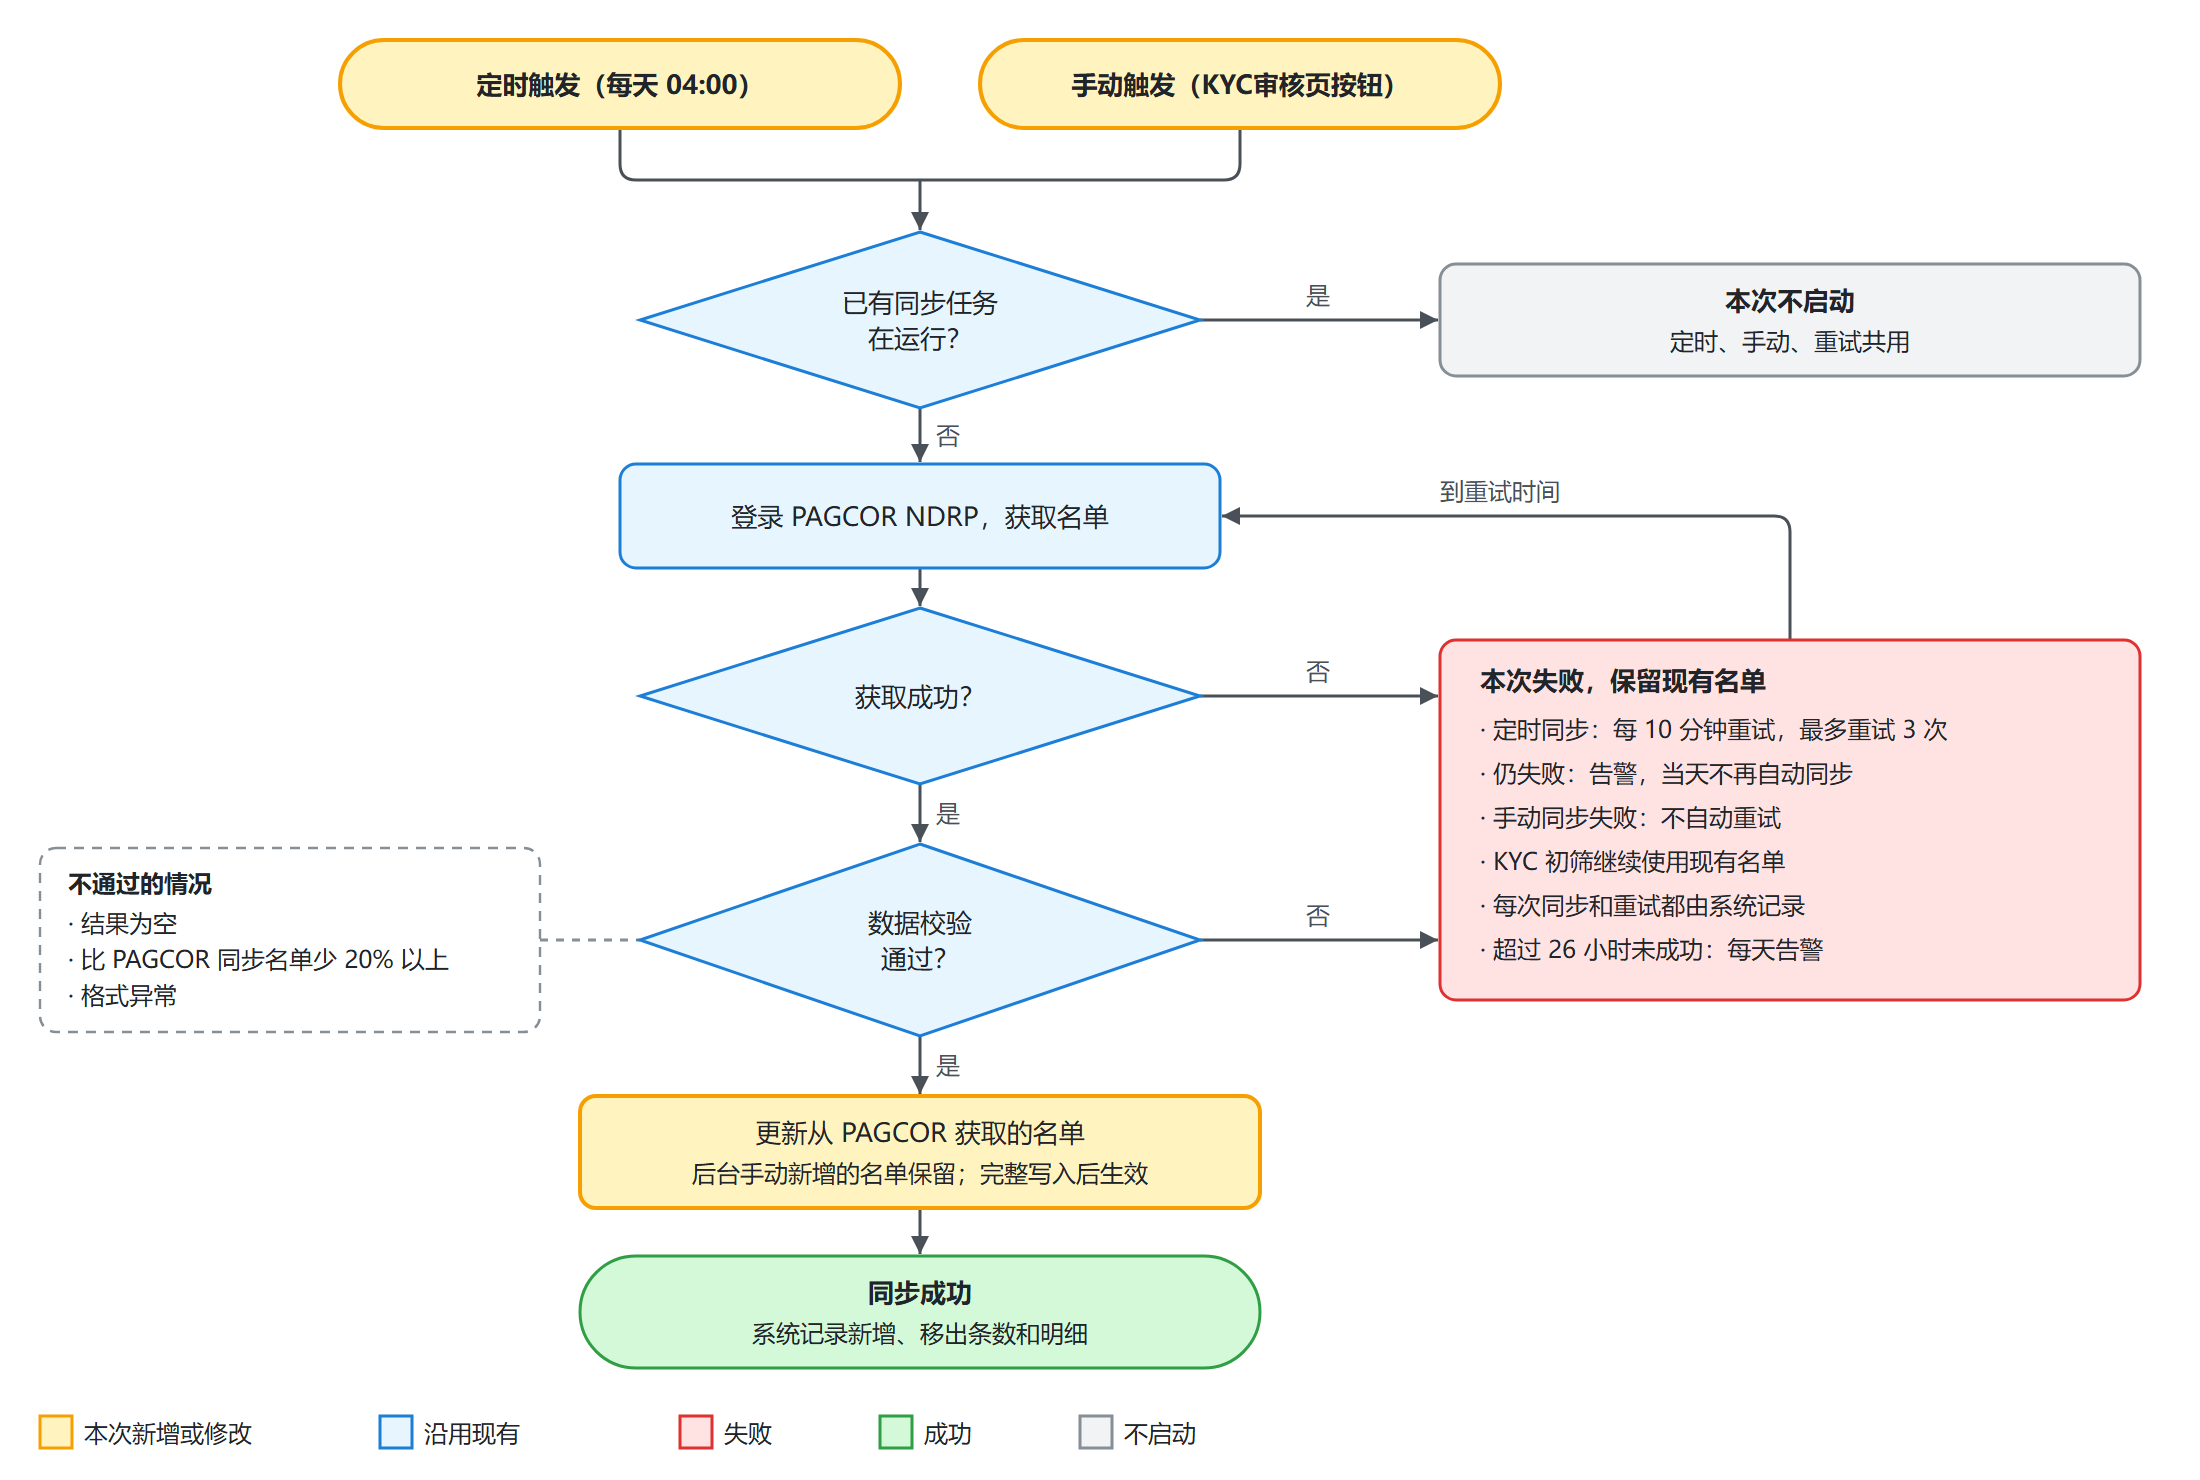 定时触发（每天 04:00）
手动触发（KYC审核页按钮）
已有同步任务
在运行？
是
本次不启动
定时、手动、重试共用
否
登录 PAGCOR NDRP，获取名单
到重试时间
获取成功？
否
本次失败，保留现有名单
· 定时同步：每 10 分钟重试，最多重试 3 次
· 仍失败：告警，当天不再自动同步
· 手动同步失败：不自动重试
· KYC 初筛继续使用现有名单
· 每次同步和重试都由系统记录
· 超过 26 小时未成功：每天告警
是
不通过的情况
· 结果为空
· 比 PAGCOR 同步名单少 20% 以上
· 格式异常
数据校验
通过？
否
是
更新从 PAGCOR 获取的名单
后台手动新增的名单保留；完整写入后生效
同步成功
系统记录新增、移出条数和明细
本次新增或修改
沿用现有
失败
成功
不启动